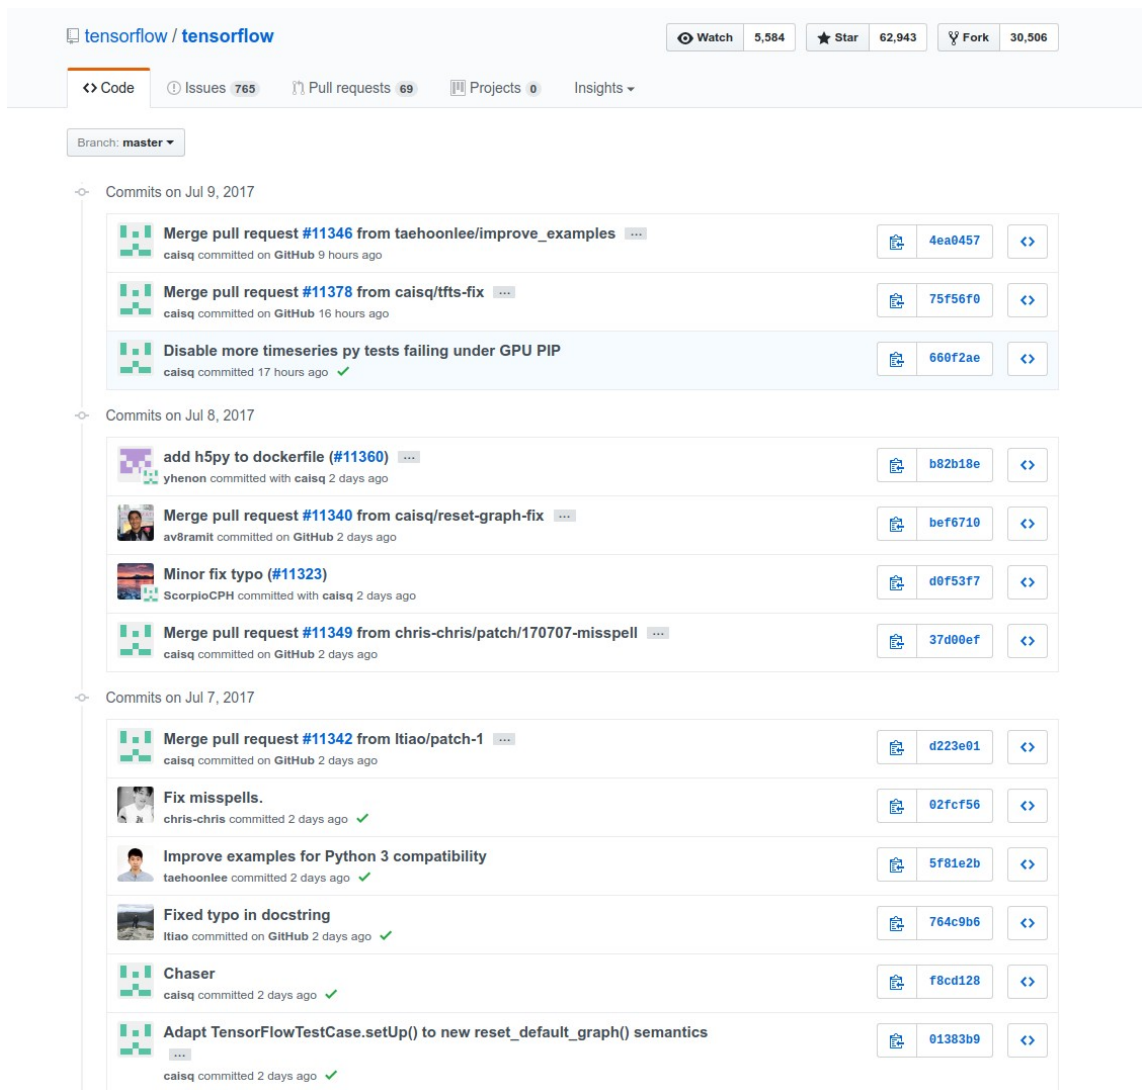 tensorflow / tensorflow
Watch 5,584 Star 62,943 Fork 30,506
Code Issues 765 Pull requests 69 Projects 0 Insights
Branch: master
Commits on Jul 9, 2017
Merge pull request #11346 from taehoonlee/improve_examples …
4ea0457
caisq committed on GitHub 9 hours ago
Merge pull request #11378 from caisq/tfts-fix …
75f56f0
caisq committed on GitHub 16 hours ago
Disable more timeseries py tests failing under GPU PIP
660f2ae
caisq committed 17 hours ago
Commits on Jul 8, 2017
add h5py to dockerfile (#11360) …
b82b18e
yhenon committed with caisq 2 days ago
Merge pull request #11340 from caisq/reset-graph-fix …
bef6710
av8ramit committed on GitHub 2 days ago
Minor fix typo (#11323)
d0f53f7
ScorpioCPH committed with caisq 2 days ago
Merge pull request #11349 from chris-chris/patch/170707-misspell …
37d00ef
caisq committed on GitHub 2 days ago
Commits on Jul 7, 2017
Merge pull request #11342 from ltiao/patch-1 …
d223e01
caisq committed on GitHub 2 days ago
Fix misspells.
02fcf56
chris-chris committed 2 days ago
Improve examples for Python 3 compatibility
5f81e2b
taehoonlee committed 2 days ago
Fixed typo in docstring
764c9b6
ltiao committed on GitHub 2 days ago
Chaser
f8cd128
caisq committed 2 days ago
Adapt TensorFlowTestCase.setUp() to new reset_default_graph() semantics
01383b9
…
caisq committed 2 days ago